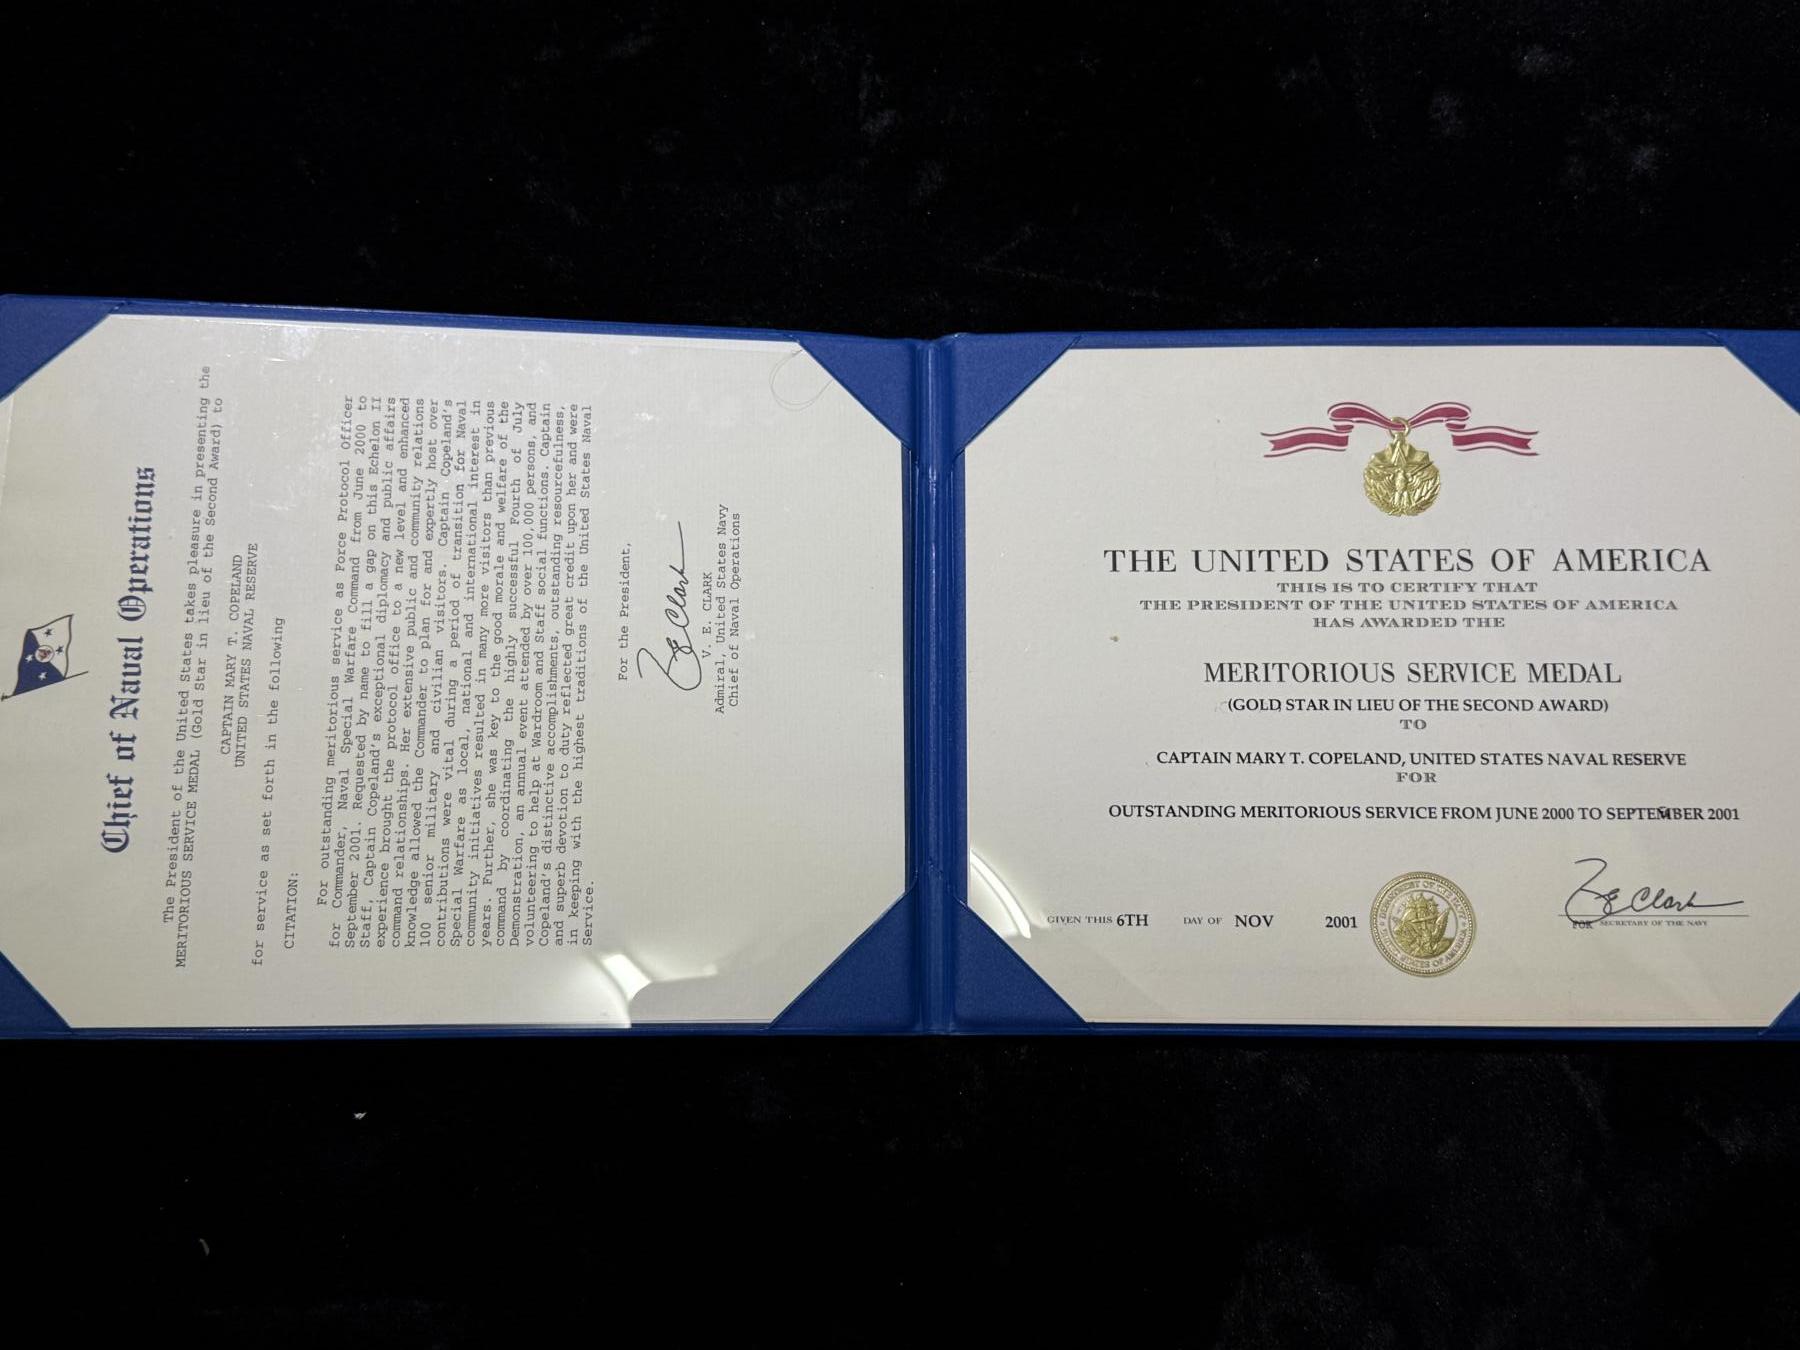 Chief of Naval Operations
The President of the United States takes pleasure in presenting the
MERITORIOUS SERVICE MEDAL (Gold Star in lieu of the Second Award) to
CAPTAIN MARY T. COPELAND
UNITED STATES NAVAL RESERVE
for service as set forth in the following
CITATION:
For outstanding meritorious service as Force Protocol Officer
for Commander, Naval Special Warfare Command from June 2000 to
September 2001. Requested by name to fill a gap on this Echelon II
Staff, Captain Copeland's exceptional diplomacy and public affairs
experience brought the protocol office to a new level and enhanced
command relationships. Her extensive public and community relations
knowledge allowed the Commander to plan for and expertly host over
100 senior military and civilian visitors. Captain Copeland's
contributions were vital during a period of transition for Naval
Special Warfare as local, national and international interest in
community initiatives resulted in many more visitors than previous
years. Further, she was key to the good morale and welfare of the
command by coordinating the highly successful Fourth of July
Demonstration, an annual event attended by over 100,000 persons, and
volunteering to help at Wardroom and Staff social functions. Captain
Copeland's distinctive accomplishments, outstanding resourcefulness,
and superb devotion to duty reflected great credit upon her and were
in keeping with the highest traditions of the United States Naval
Service.
For the President,
V E Clark
V. E. CLARK
Admiral, United States Navy
Chief of Naval Operations
THE UNITED STATES OF AMERICA
THIS IS TO CERTIFY THAT
THE PRESIDENT OF THE UNITED STATES OF AMERICA
HAS AWARDED THE
MERITORIOUS SERVICE MEDAL
(GOLD STAR IN LIEU OF THE SECOND AWARD)
TO
CAPTAIN MARY T. COPELAND, UNITED STATES NAVAL RESERVE
FOR
OUTSTANDING MERITORIOUS SERVICE FROM JUNE 2000 TO SEPTEMBER 2001
GIVEN THIS 6TH DAY OF NOV 2001
DEPARTMENT OF THE NAVY
UNITED STATES OF AMERICA
V E Clark
FOR SECRETARY OF THE NAVY